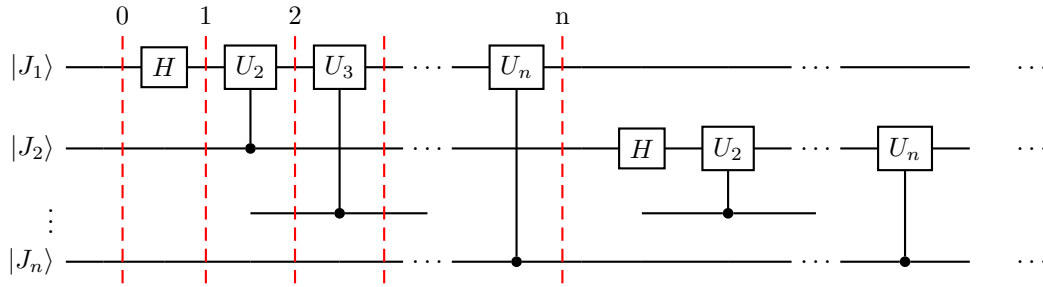 0 1 2 n
|J₁⟩ H U₂ U₃ ··· Uₙ ··· ···
|J₂⟩ ··· H U₂ ··· Uₙ ···
⋮
|Jₙ⟩ ··· ··· ···